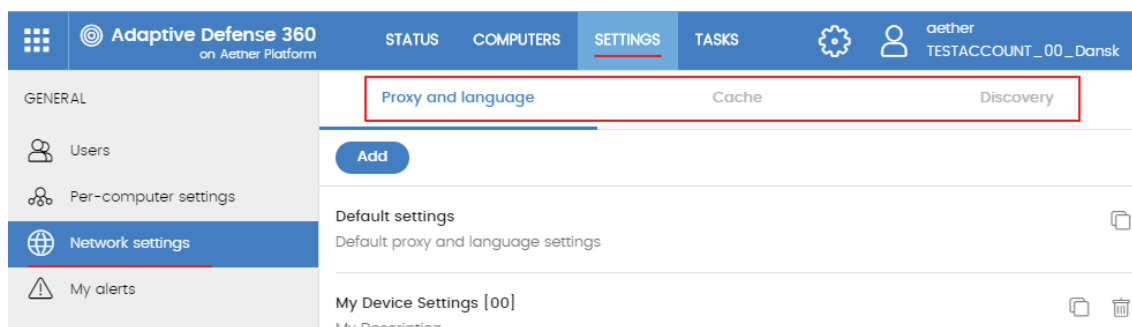 Adaptive Defense 360
on Aether Platform
STATUS COMPUTERS SETTINGS TASKS
aether
TESTACCOUNT_00_Dansk
GENERAL
Users
Per-computer settings
Network settings
My alerts
Proxy and language Cache Discovery
Add
Default settings
Default proxy and language settings
My Device Settings [00]
My Description